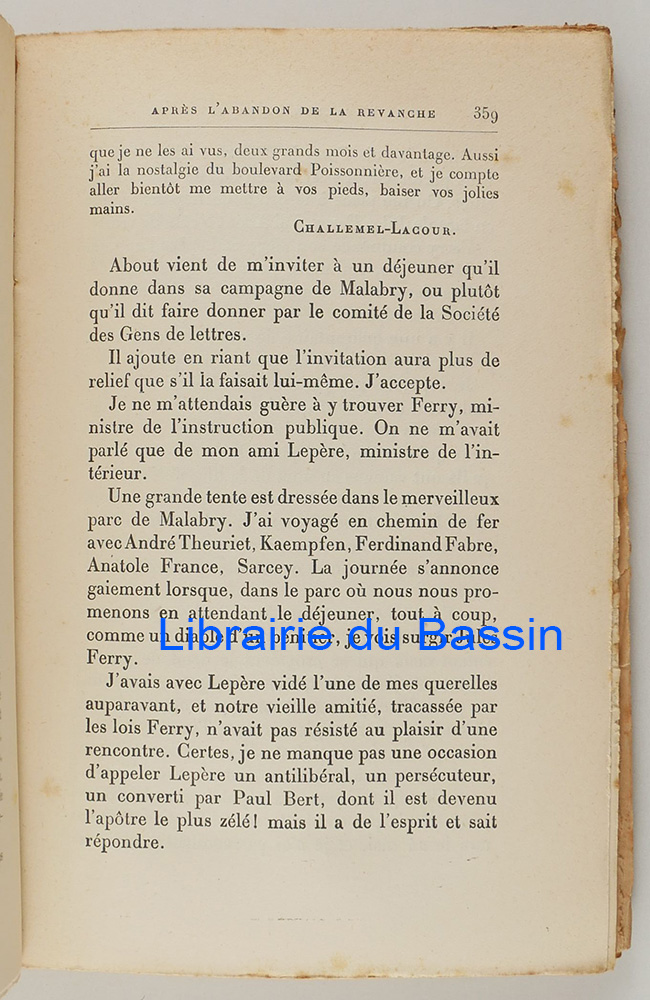 APRÈS L'ABANDON DE LA REVANCHE 359
que je ne les ai vus, deux grands mois et davantage. Aussi
j'ai la nostalgie du boulevard Poissonnière, et je compte
aller bientôt me mettre à vos pieds, baiser vos jolies
mains.
CHALLEMEL-LACOUR.
About vient de m'inviter à un déjeuner qu'il
donne dans sa campagne de Malabry, ou plutôt
qu'il dit faire donner par le comité de la Société
des Gens de lettres.
Il ajoute en riant que l'invitation aura plus de
relief que s'il la faisait lui-même. J'accepte.
Je ne m'attendais guère à y trouver Ferry, mi-
nistre de l'instruction publique. On ne m'avait
parlé que de mon ami Lepère, ministre de l'in-
térieur.
Une grande tente est dressée dans le merveilleux
parc de Malabry. J'ai voyagé en chemin de fer
avec André Theuriet, Kaempfen, Ferdinand Fabre,
Anatole France, Sarcey. La journée s'annonce
gaiement lorsque, dans le parc où nous nous pro-
menons en attendant le déjeuner, tout à coup,
comme un diable d'un bénitier, je vois surgir Jules
Ferry.
Librairie du Bassin
J'avais avec Lepère vidé l'une de mes querelles
auparavant, et notre vieille amitié, tracassée par
les lois Ferry, n'avait pas résisté au plaisir d'une
rencontre. Certes, je ne manque pas une occasion
d'appeler Lepère un antilibéral, un persécuteur,
un converti par Paul Bert, dont il est devenu
l'apôtre le plus zélé! mais il a de l'esprit et sait
répondre.